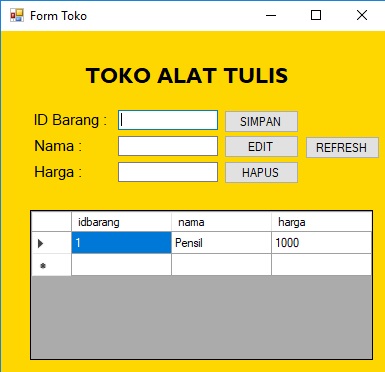 Form Toko
TOKO ALAT TULIS
ID Barang : SIMPAN
Nama : EDIT REFRESH
Harga : HAPUS
idbarang nama harga
1 Pensil 1000